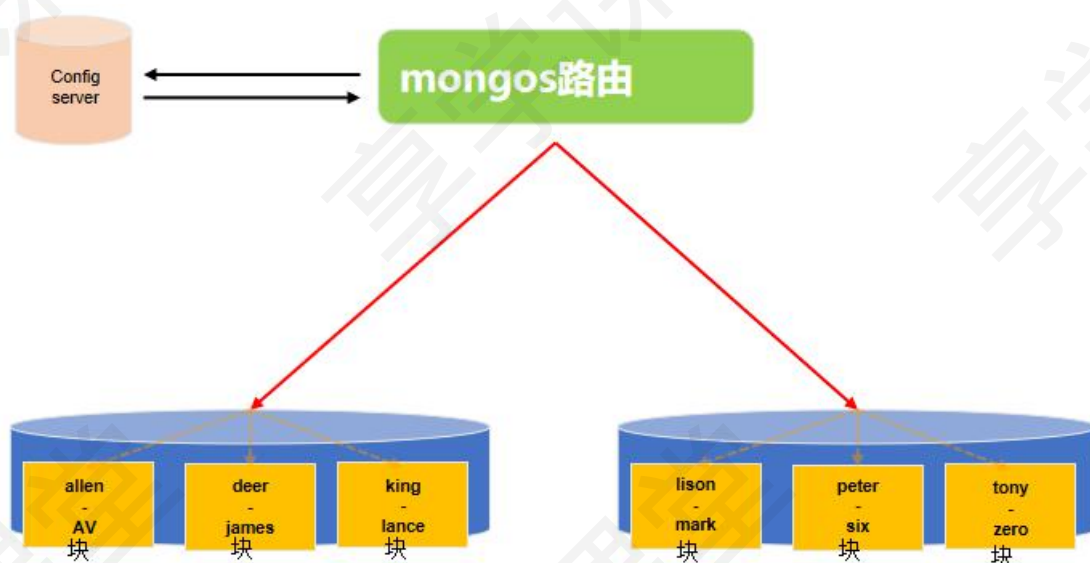 Config
server
mongos路由
allen
-
AV
块
deer
-
james
块
king
-
lance
块
lison
-
mark
块
peter
-
six
块
tony
-
zero
块